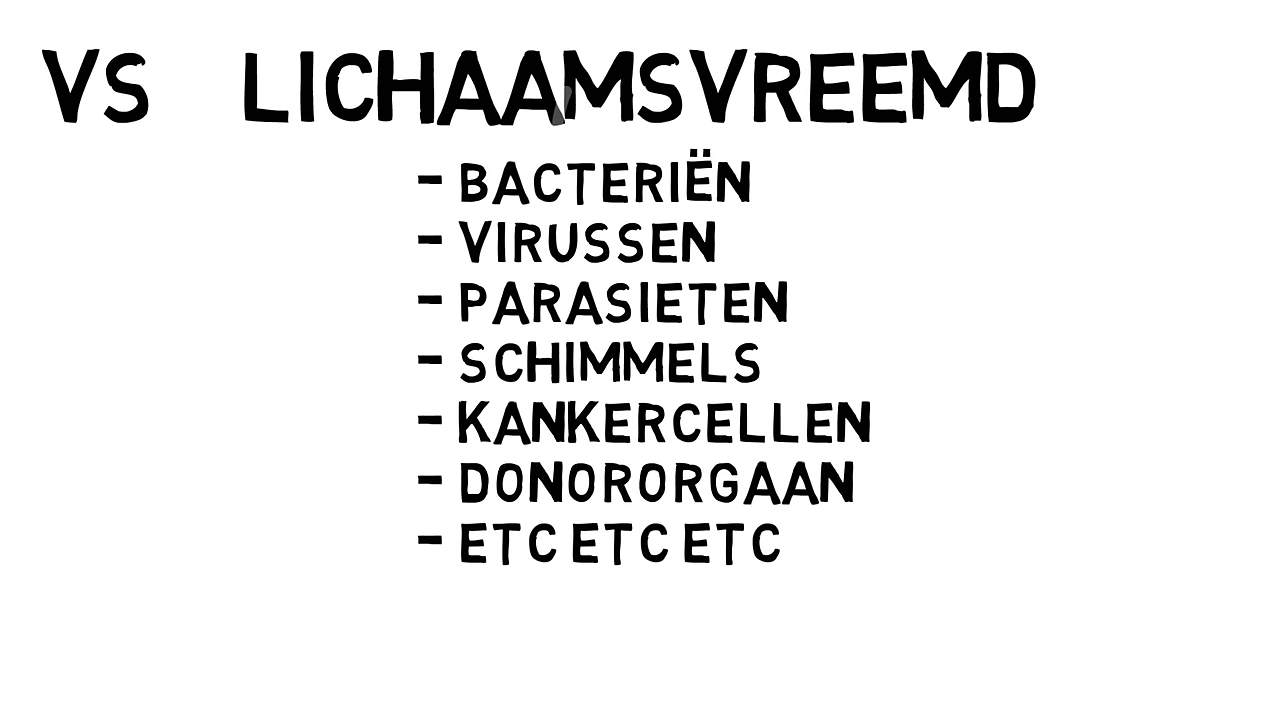 VS LICHAAMSVREEMD
- BACTERIËN
- VIRUSSEN
- PARASIETEN
- SCHIMMELS
- KANKERCELLEN
- DONORORGAAN
- ETC ETC ETC